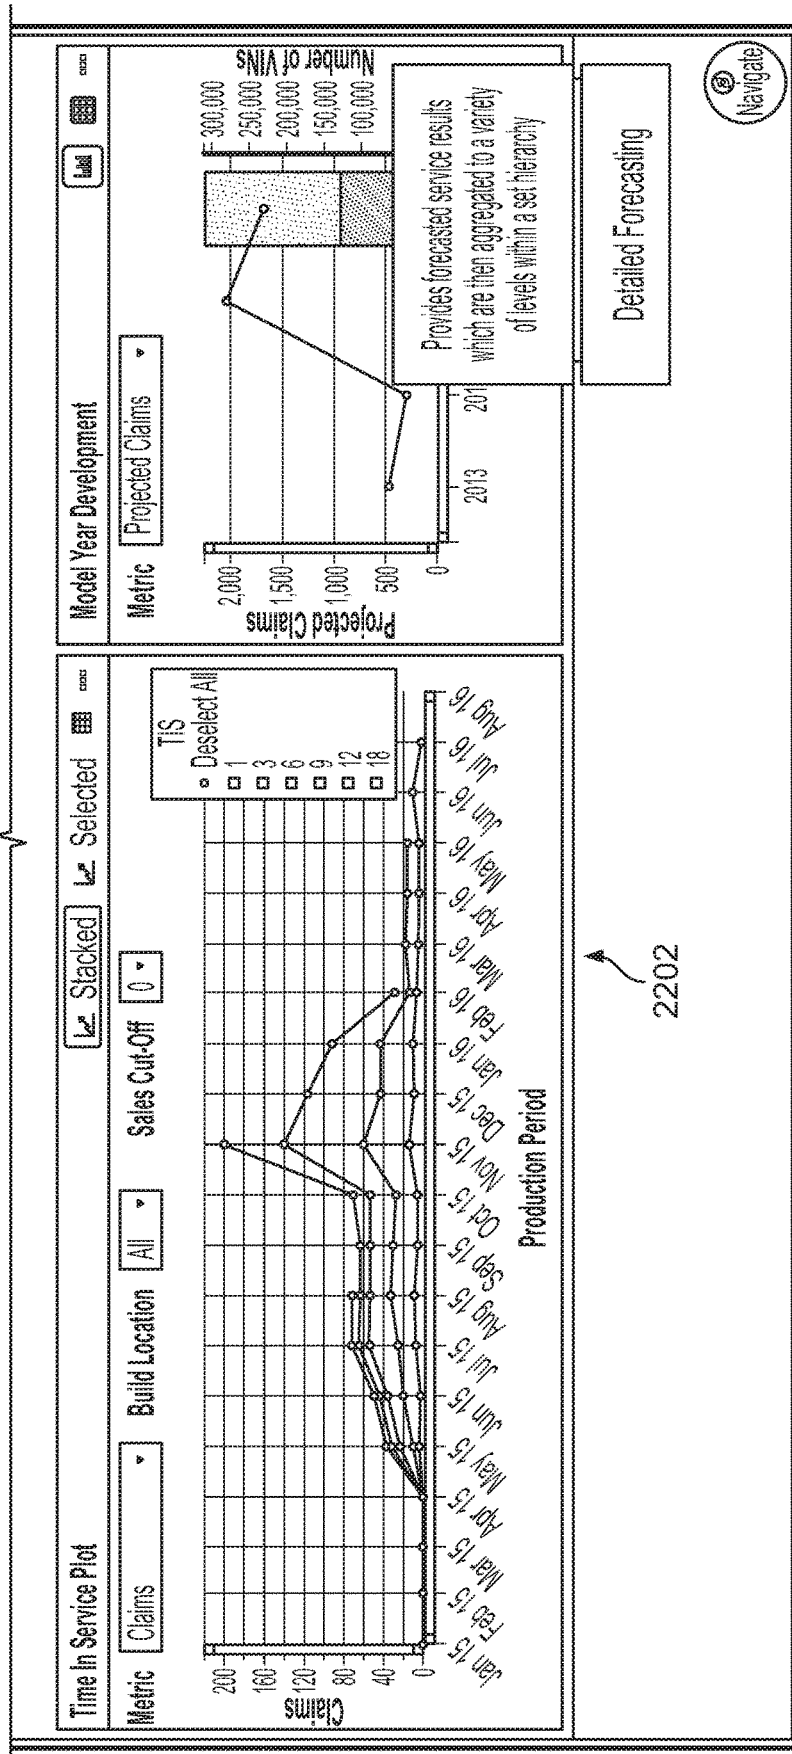 Time In Service Plot
Stacked
Selected
Metric
Claims
Build Location
All
Sales Cut-Off
0
TIS
Deselect All
1
3
6
9
12
18
Claims
200
160
120
80
40
0
Jan 15
Feb 15
Mar 15
Apr 15
May 15
Jun 15
Jul 15
Aug 15
Sep 15
Oct 15
Nov 15
Dec 15
Jan 16
Feb 16
Mar 16
Apr 16
May 16
Jun 16
Jul 16
Aug 16
Production Period
Model Year Development
Metric
Projected Claims
Projected Claims
2,000
1,500
1,000
500
0
2013
201
300,000
250,000
200,000
150,000
100,000
Number of VINs
Provides forecasted service results
which are then aggregated to a variety
of levels within a set hierarchy
Detailed Forecasting
Navigate
2202